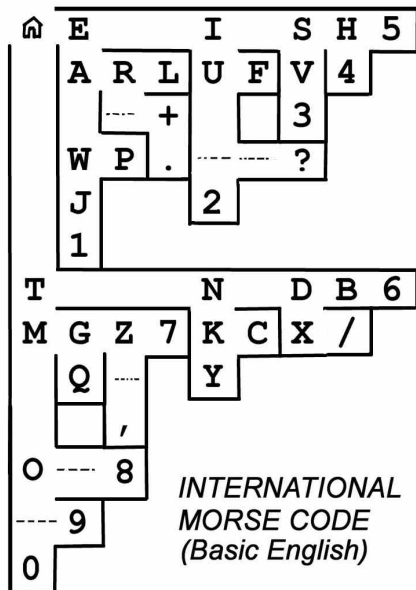 E I S H 5
A R L U F V 4
+ 3
W P . ?
J 2
1
T N D B 6
M G Z 7 K C X /
Q Y
,
O 8
9
0
INTERNATIONAL
MORSE CODE
(Basic English)